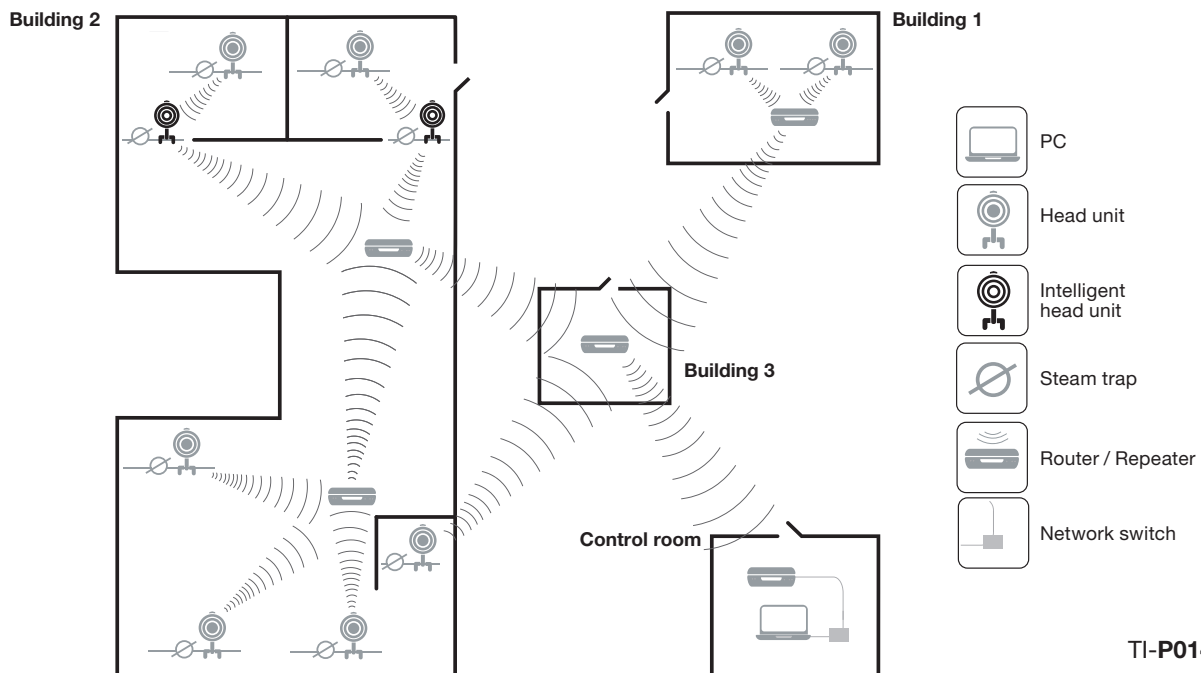 Building 2
Building 1
PC
Head unit
Intelligent
head unit
Steam trap
Building 3
Router / Repeater
Network switch
Control room